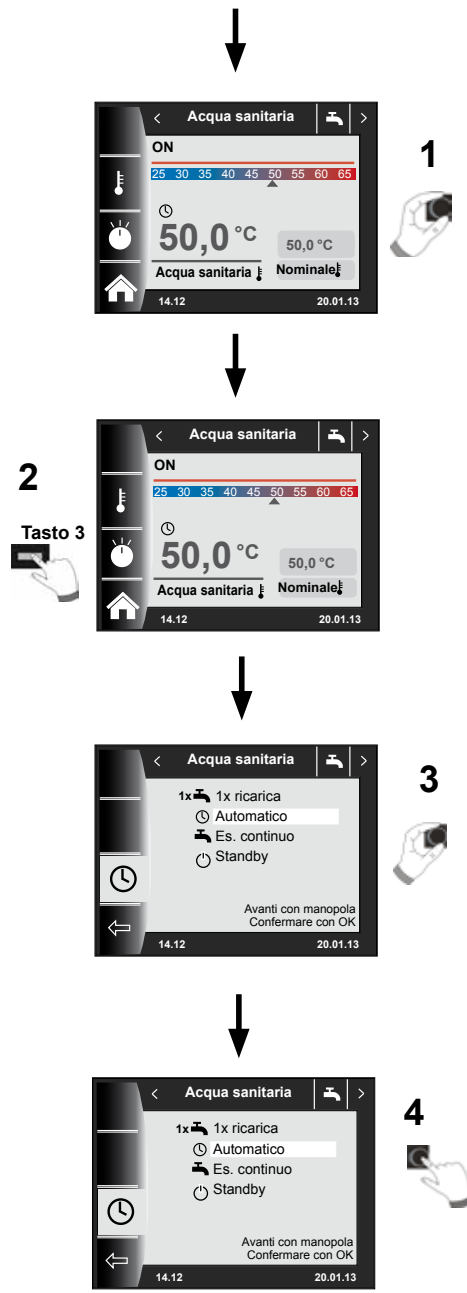 < Acqua sanitaria >
ON
25 30 35 40 45 50 55 60 65
50,0 °C
50,0 °C
Acqua sanitaria
Nominale
14.12 20.01.13
1
< Acqua sanitaria >
ON
25 30 35 40 45 50 55 60 65
50,0 °C
50,0 °C
Acqua sanitaria
Nominale
14.12 20.01.13
2
Tasto 3
< Acqua sanitaria >
1x 1x ricarica
Automatico
Es. continuo
Standby
Avanti con manopola
Confermare con OK
14.12 20.01.13
3
< Acqua sanitaria >
1x 1x ricarica
Automatico
Es. continuo
Standby
Avanti con manopola
Confermare con OK
14.12 20.01.13
4